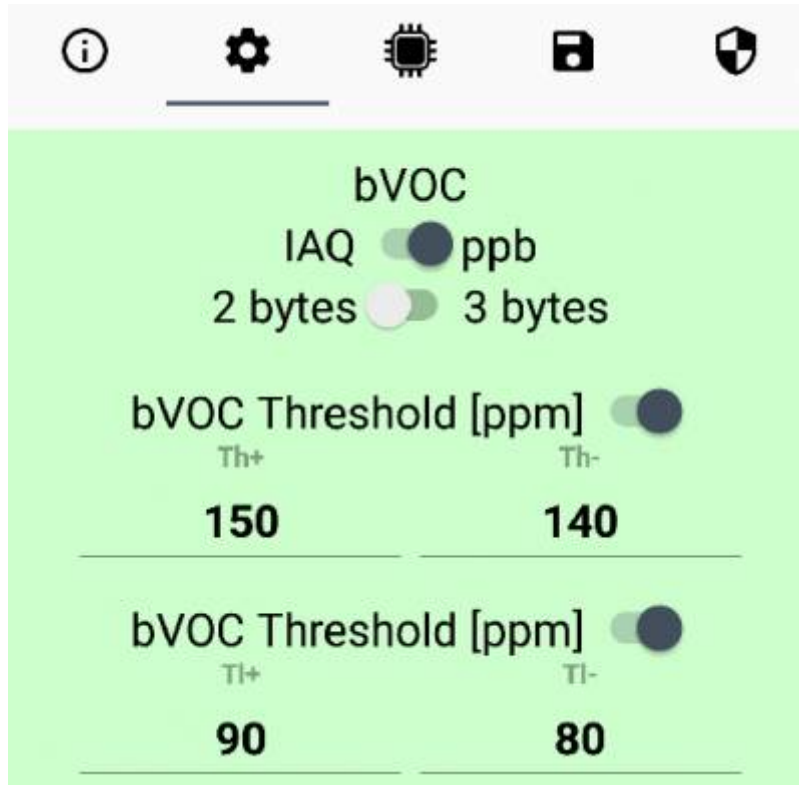 bVOC
IAQ ppb
2 bytes 3 bytes
bVOC Threshold [ppm]
Th+ Th-
150 140
bVOC Threshold [ppm]
Tl+ Tl-
90 80